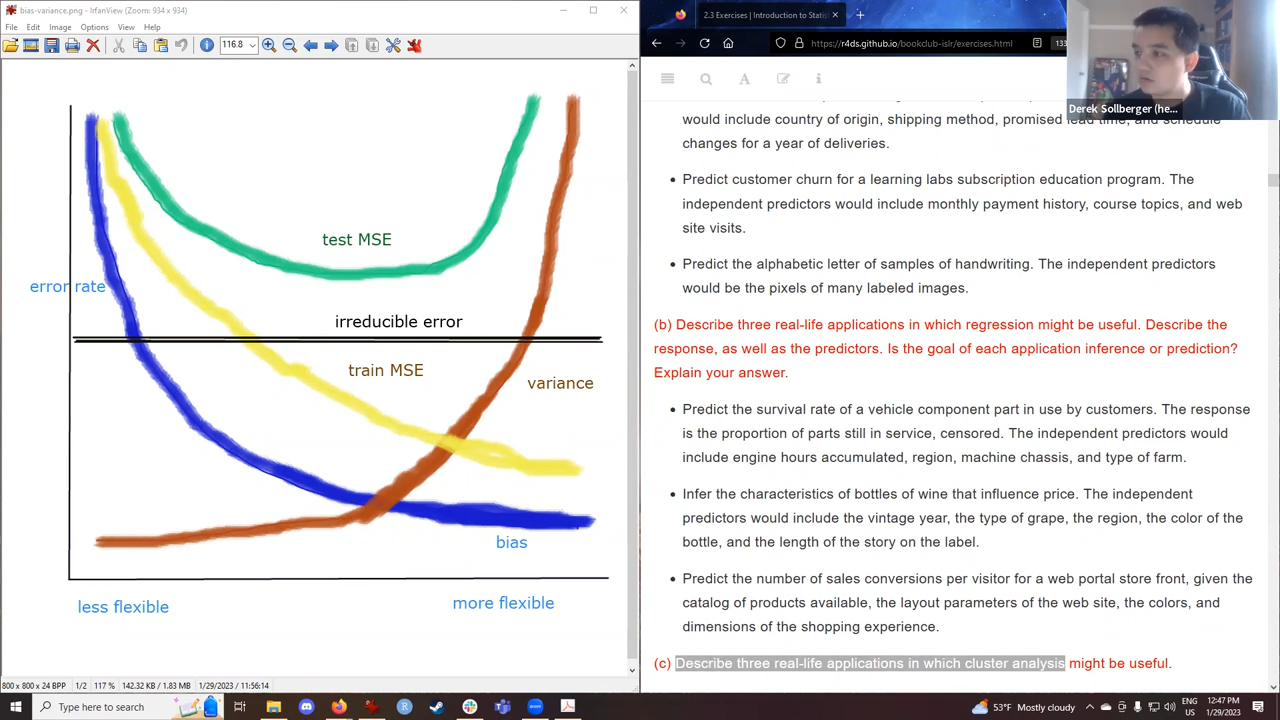 bias-variance.png - IrfanView (Zoom: 934 x 934)
File Edit Image Options View Help
116.8
test MSE
error rate
irreducible error
train MSE
variance
bias
less flexible
more flexible
800 x 800 x 24 BPP 1/2 117 % 142.32 KB / 1.83 MB 1/29/2023 / 11:56:14
2.3 Exercises | Introduction to Statis
https://r4ds.github.io/bookclub-islr/exercises.html
133
Derek Sollberger (he...
would include country of origin, shipping method, promised lead time, and schedule
changes for a year of deliveries.
• Predict customer churn for a learning labs subscription education program. The
independent predictors would include monthly payment history, course topics, and web
site visits.
• Predict the alphabetic letter of samples of handwriting. The independent predictors
would be the pixels of many labeled images.
(b) Describe three real-life applications in which regression might be useful. Describe the
response, as well as the predictors. Is the goal of each application inference or prediction?
Explain your answer.
• Predict the survival rate of a vehicle component part in use by customers. The response
is the proportion of parts still in service, censored. The independent predictors would
include engine hours accumulated, region, machine chassis, and type of farm.
• Infer the characteristics of bottles of wine that influence price. The independent
predictors would include the vintage year, the type of grape, the region, the color of the
bottle, and the length of the story on the label.
• Predict the number of sales conversions per visitor for a web portal store front, given the
catalog of products available, the layout parameters of the web site, the colors, and
dimensions of the shopping experience.
(c) Describe three real-life applications in which cluster analysis might be useful.
Type here to search
53°F Mostly cloudy
ENG
US
12:47 PM
1/29/2023